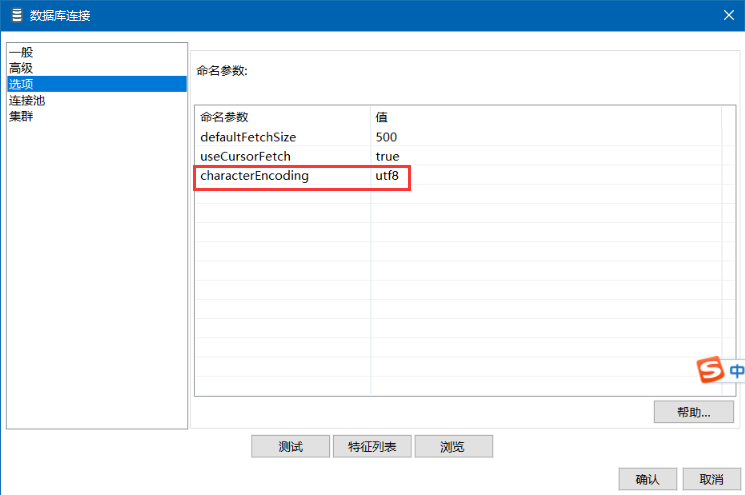 数据库连接
一般
高级
选项
连接池
集群
命名参数:
命名参数 值
defaultFetchSize 500
useCursorFetch true
characterEncoding utf8
S 中
帮助...
测试 特征列表 浏览
确认 取消